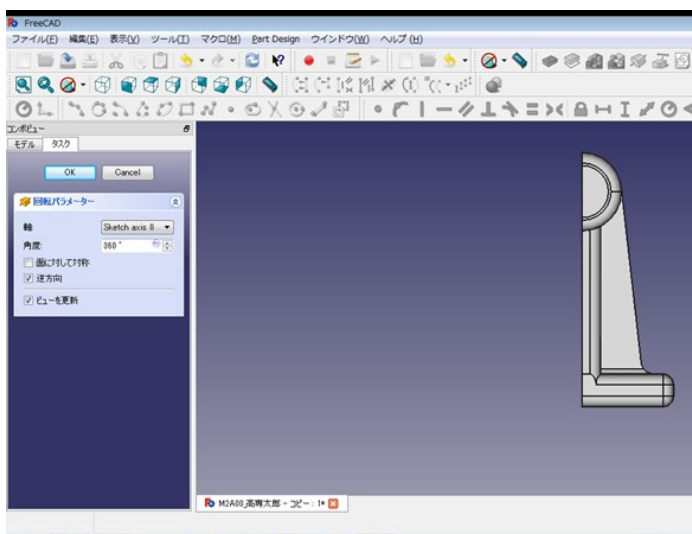 FreeCAD
ファイル(F) 編集(E) 表示(V) ツール(T) マクロ(M) Part Design ウインドウ(W) ヘルプ(H)
コンボビュー
モデル タスク
OK Cancel
回転パラメーター
軸: Sketch axis 0
角度: 360 °
面に対して対称
逆方向
ビューを更新
M2A00_高専太郎 - コピー : 1*